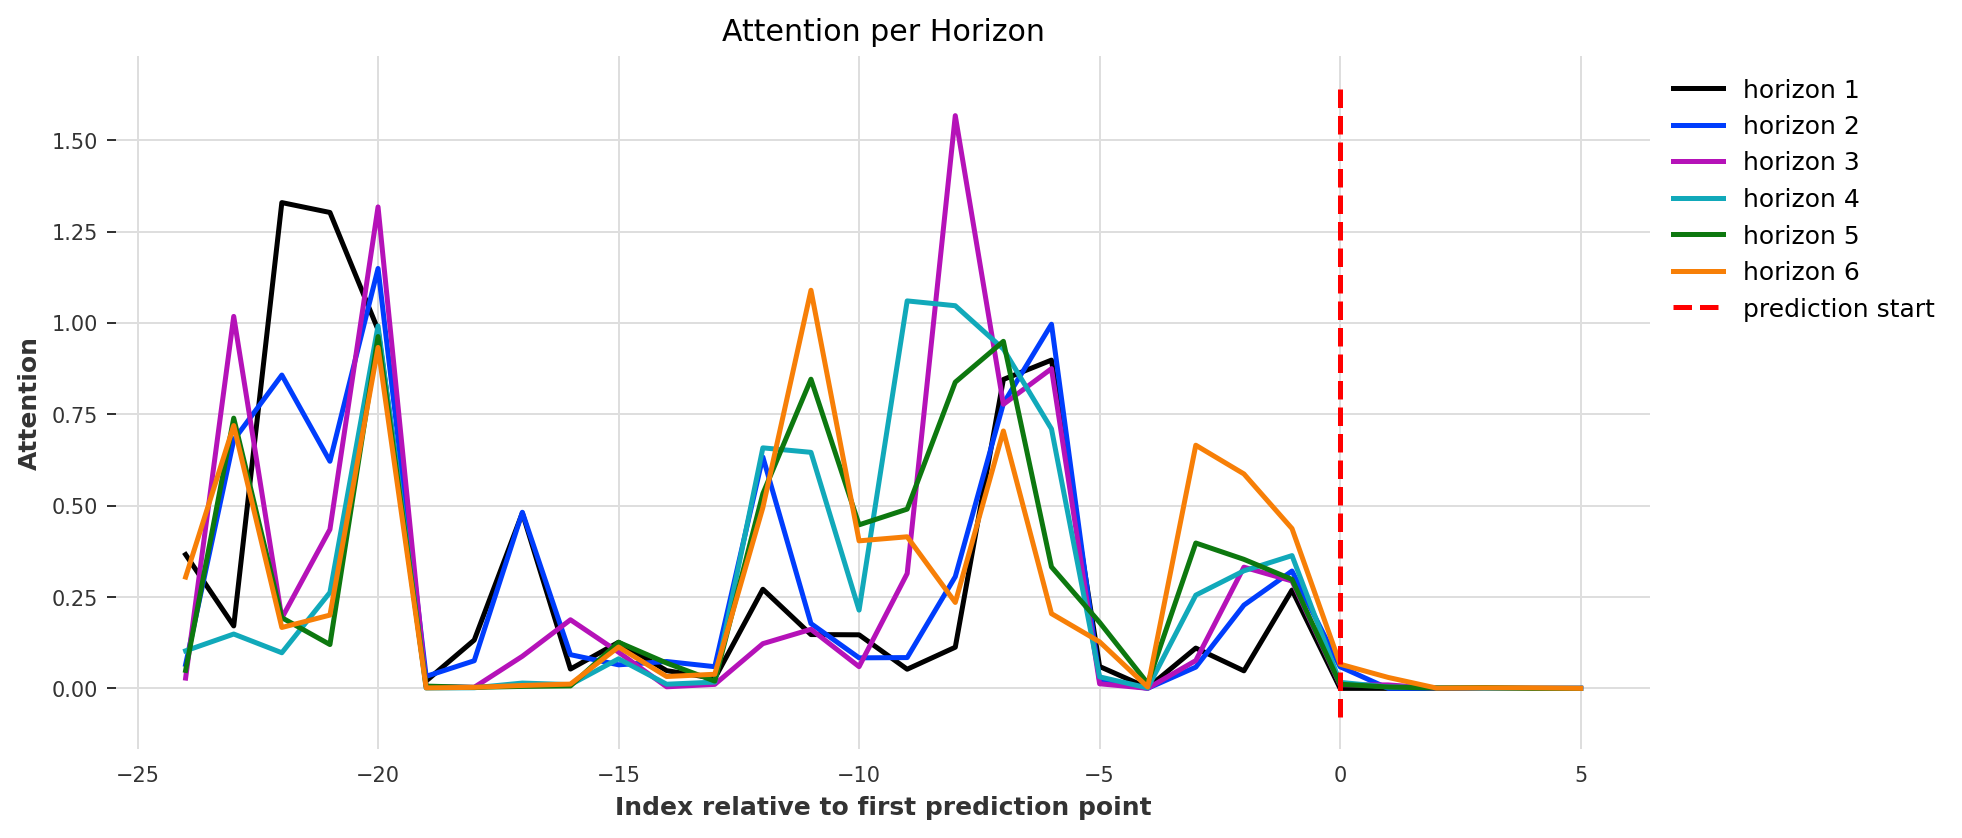 Attention per Horizon
horizon 1
horizon 2
horizon 3
horizon 4
horizon 5
horizon 6
prediction start
Attention
1.50
1.25
1.00
0.75
0.50
0.25
0.00
−25 −20 −15 −10 −5 0 5
Index relative to first prediction point